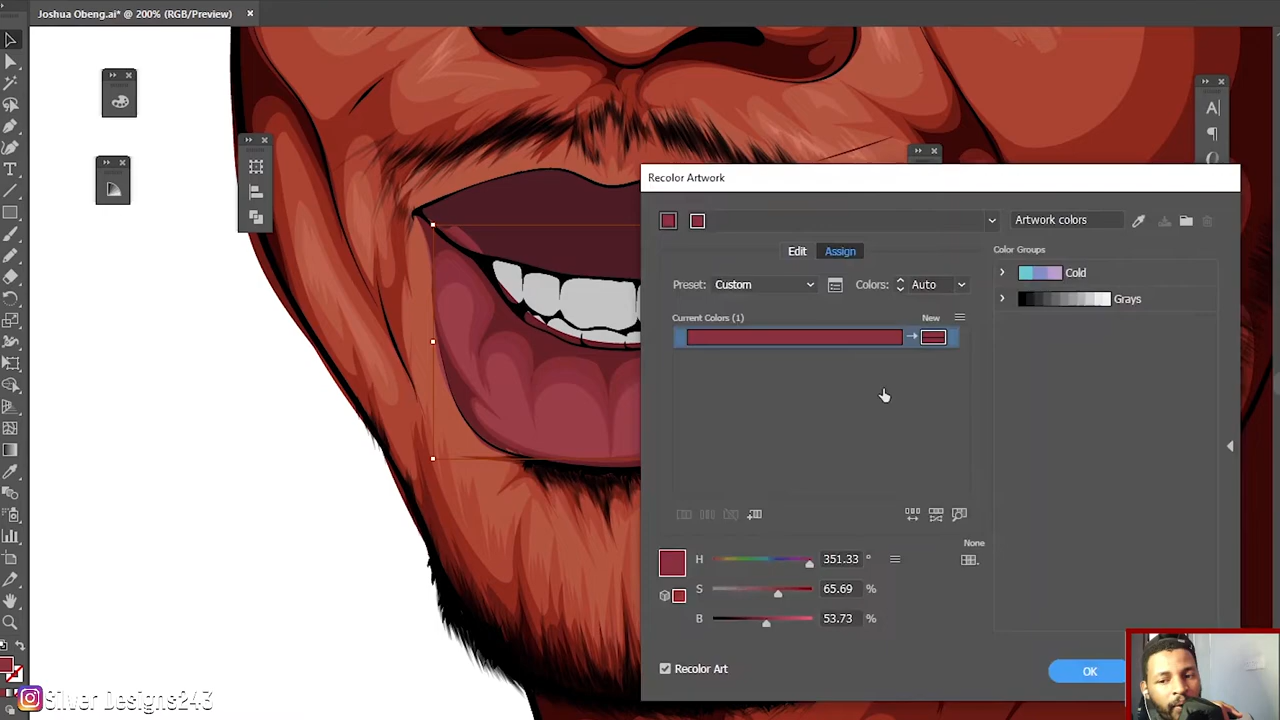 Joshua Obeng.ai* @ 200% (RGB/Preview)
Recolor Artwork
Artwork colors
Edit
Assign
Color Groups
Preset: Custom
Colors: Auto
Cold
Grays
Current Colors (1)
New
None
H 351.33 °
S 65.69 %
B 53.73 %
Recolor Art
OK
Silver Designs243